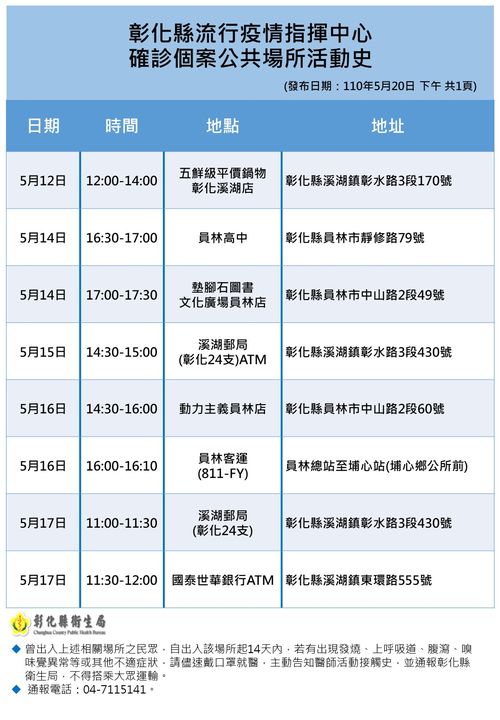 彰化縣流行疫情指揮中心
確診個案公共場所活動史
(發布日期：110年5月20日 下午 共1頁)
日期 時間 地點 地址
5月12日 12:00-14:00 五鮮級平價鍋物 彰化溪湖店 彰化縣溪湖鎮彰水路3段170號
5月14日 16:30-17:00 員林高中 彰化縣員林市靜修路79號
5月14日 17:00-17:30 墊腳石圖書 文化廣場員林店 彰化縣員林市中山路2段49號
5月15日 14:30-15:00 溪湖郵局 (彰化24支)ATM 彰化縣溪湖鎮彰水路3段430號
5月16日 14:30-16:00 動力主義員林店 彰化縣員林市中山路2段60號
5月16日 16:00-16:10 員林客運 (811-FY) 員林總站至埔心站(埔心鄉公所前)
5月17日 11:00-11:30 溪湖郵局 (彰化24支) 彰化縣溪湖鎮彰水路3段430號
5月17日 11:30-12:00 國泰世華銀行ATM 彰化縣溪湖鎮東環路555號
彰化縣衛生局
Changhua County Public Health Bureau
◆ 曾出入上述相關場所之民眾，自出入該場所起14天內，若有出現發燒、上呼吸道、腹瀉、嗅
味覺異常等或其他不適症狀，請儘速戴口罩就醫，主動告知醫師活動接觸史，並通報彰化縣
衛生局，不得搭乘大眾運輸。
◆ 通報電話：04-7115141。